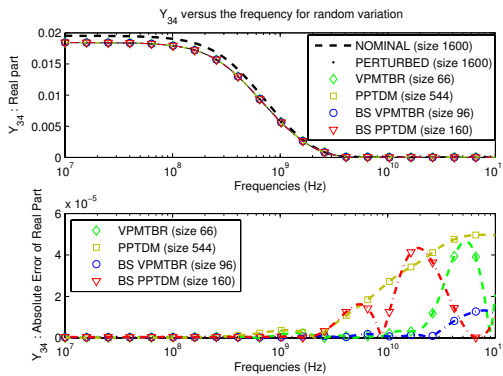 Y34 versus the frequency for random variation
Y34 : Real part
0.02
0.015
0.01
0.005
0
NOMINAL (size 1600)
PERTURBED (size 1600)
VPMTBR (size 66)
PPTDM (size 544)
BS VPMTBR (size 96)
BS PPTDM (size 160)
10^7
10^8
10^9
10^10
Frequencies (Hz)
Y34 : Absolute Error of Real Part
x 10^-5
6
4
2
0
VPMTBR (size 66)
PPTDM (size 544)
BS VPMTBR (size 96)
BS PPTDM (size 160)
10^7
10^8
10^9
10^10
Frequencies (Hz)